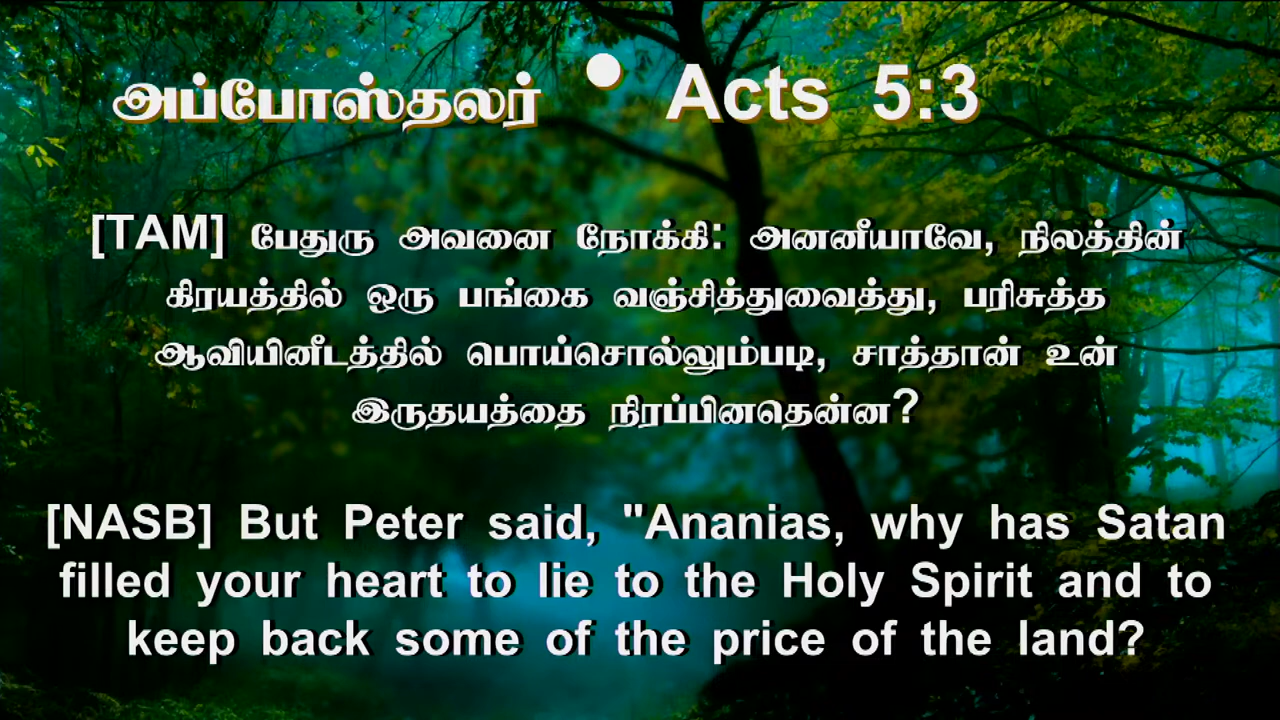 அப்போஸ்தலர் • Acts 5:3
[TAM] பேதுரு அவனை நோக்கி: அனனீயாவே, நிலத்தின்
கிரயத்தில் ஒரு பங்கை வஞ்சித்துவைத்து, பரிசுத்த
ஆவியினீடத்தில் பொய்சொல்லும்படி, சாத்தான் உன்
இருதயத்தை நிரப்பினதென்ன?
[NASB] But Peter said, "Ananias, why has Satan
filled your heart to lie to the Holy Spirit and to
keep back some of the price of the land?